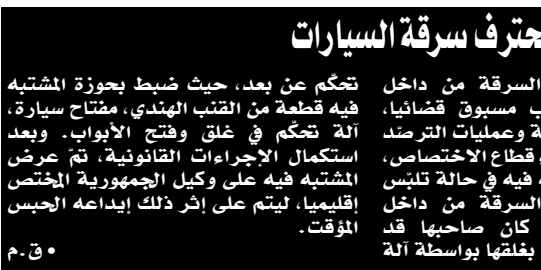 حترف سرقة السيارات
السرقة من داخل
ب مسبوق قضائيا،
ة وعمليات الترصّد
قطاع الاختصاص،
ه فيه في حالة تلبّس
السرقة من داخل
كان صاحبها قد
بغلقها بواسطة آلة
تحكّم عن بعد، حيث ضبط بحوزة المشتبه
فيه قطعة من القنب الهندي، مفتاح سيارة،
آلة تحكّم في غلق وفتح الأبواب. وبعد
استكمال الإجراءات القانونية، تمّ عرض
المشتبه فيه على وكيل الجمهورية المختص
إقليميا، ليتم على إثر ذلك إيداعه الحبس
المؤقت.
• ق.م